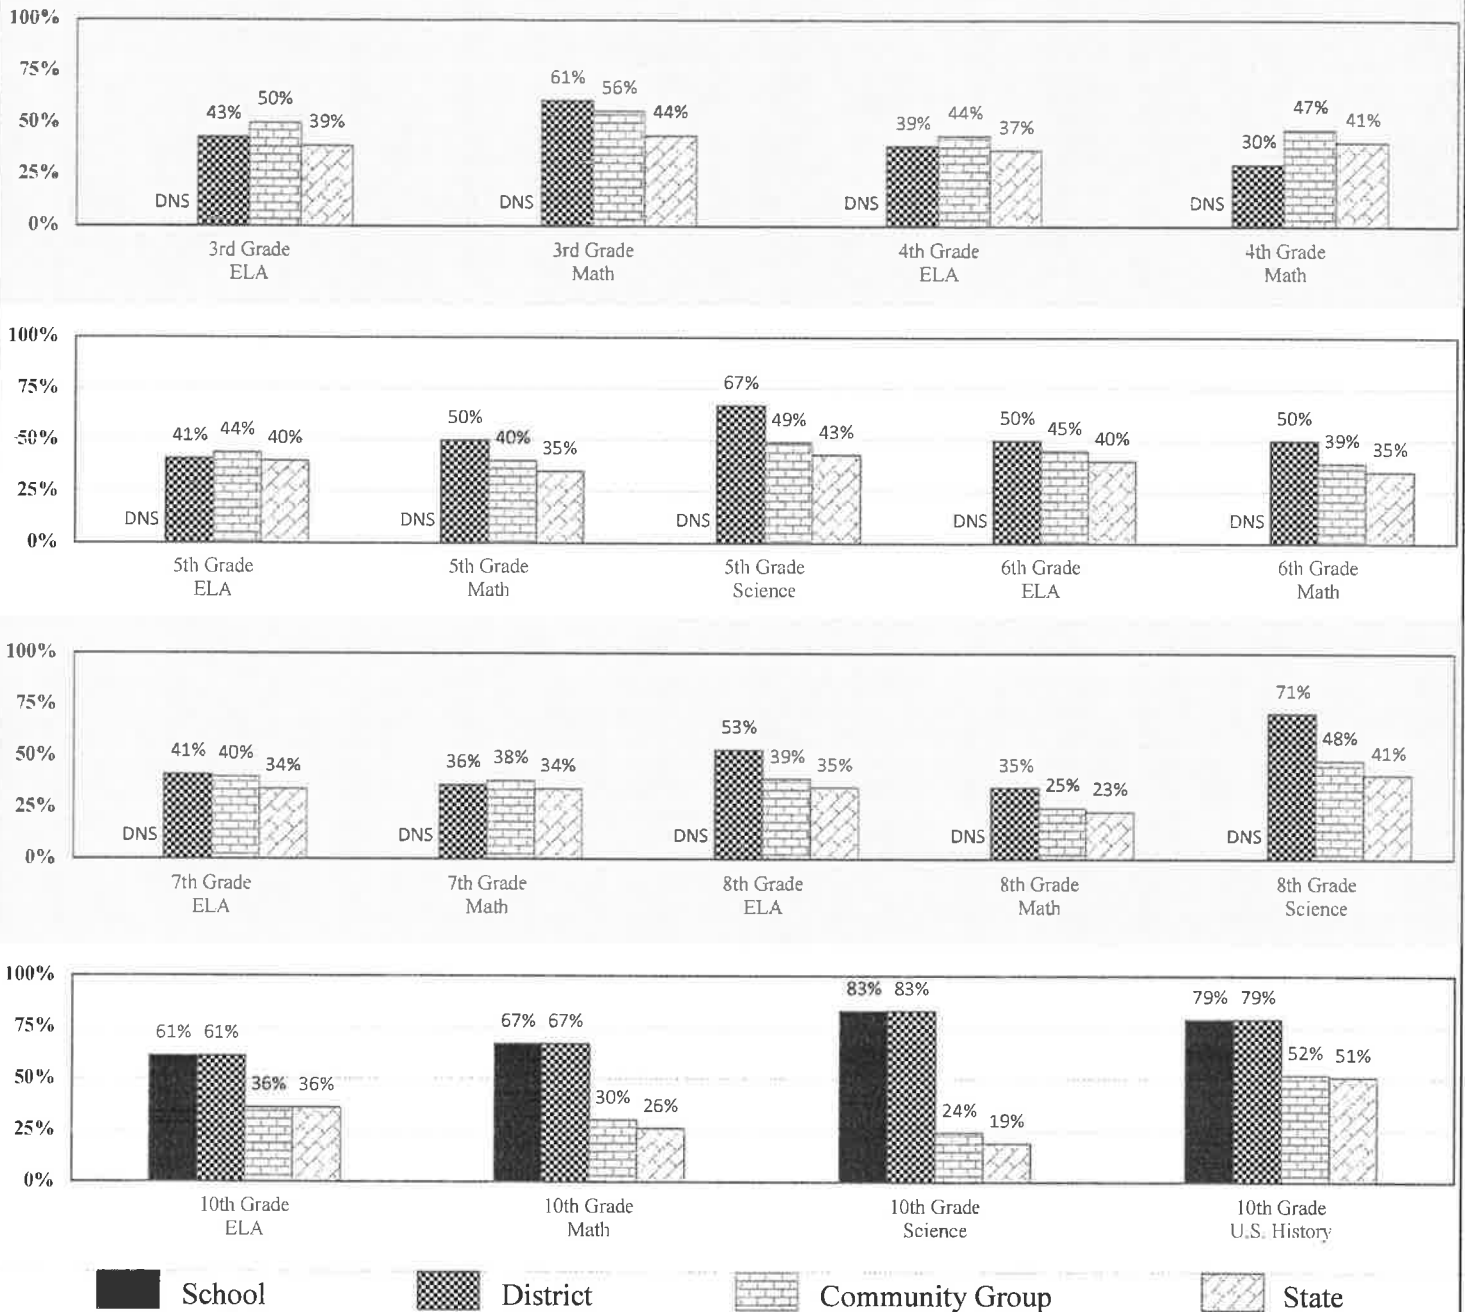 100%
75%
50%
25%
0%
DNS 43% 50% 39%
DNS 61% 56% 44%
DNS 39% 44% 37%
DNS 30% 47% 41%
3rd Grade
ELA
3rd Grade
Math
4th Grade
ELA
4th Grade
Math
100%
75%
50%
25%
0%
DNS 41% 44% 40%
DNS 50% 40% 35%
DNS 67% 49% 43%
DNS 50% 45% 40%
DNS 50% 39% 35%
5th Grade
ELA
5th Grade
Math
5th Grade
Science
6th Grade
ELA
6th Grade
Math
100%
75%
50%
25%
0%
DNS 41% 40% 34%
DNS 36% 38% 34%
DNS 53% 39% 35%
DNS 35% 25% 23%
DNS 71% 48% 41%
7th Grade
ELA
7th Grade
Math
8th Grade
ELA
8th Grade
Math
8th Grade
Science
100%
75%
50%
25%
0%
61% 61% 36% 36%
67% 67% 30% 26%
83% 83% 24% 19%
79% 79% 52% 51%
10th Grade
ELA
10th Grade
Math
10th Grade
Science
10th Grade
U.S. History
School
District
Community Group
State